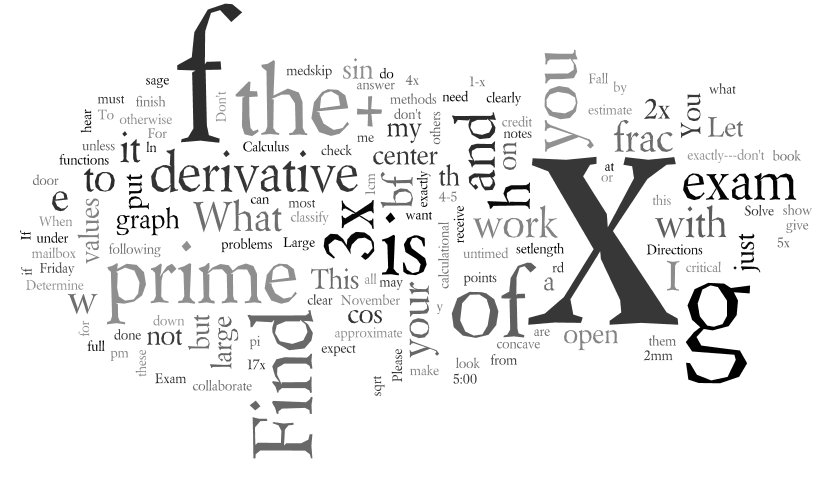 f
the
+
you
X
medskip
sin
do
answer
4x
1-x
Fall
by
what
sage
must
finish
methods
need
clearly
estimate
2x
You
To
otherwise
Don't
don't
credit
frac
Let
hear
For
me
my
others
and
notes
unless
it
ln
Calculus
check
center
on
exactly---don't
book
functions
door
to
put
derivative
1cm
bf
exactly
th
h
at
or
exam
e
can
most
4-5
this
When
values
graph
What
classify
3x
want
receive
work
with
Solve
show
give
If
under
mailbox
following
problems
Large
is
calculational
untimed
setlength
Directions
just
5x
if
Friday
Determine
prime
This
all
may
points
rd
a
I
critical
w
clear
November
your
y
of
g
for
down
but
large
Find
cos
approximate
are
open
full
done
not
pi
expect
concave
them
pm
these
17x
Please
look
from
2mm
Exam
collaborate
sqrt
make
5:00